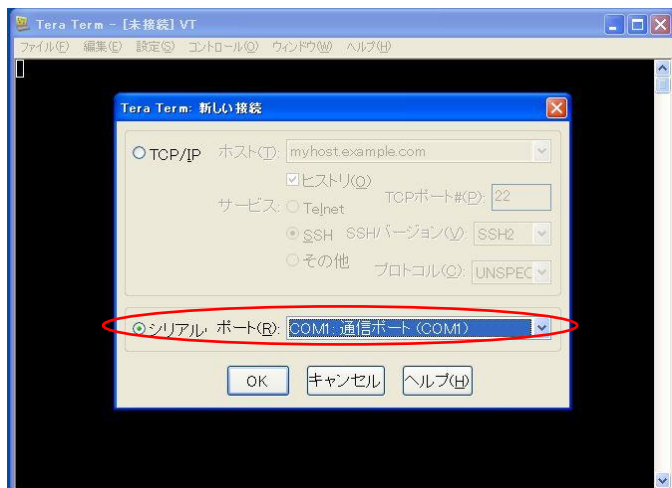 Tera Term - [未接続] VT
ファイル(F) 編集(E) 設定(S) コントロール(O) ウィンドウ(W) ヘルプ(H)
Tera Term: 新しい接続
TCP/IP ホスト(T): myhost.example.com
ヒストリ(O)
サービス: Telnet TCPポート#(P): 22
SSH SSHバージョン(V): SSH2
その他 プロトコル(C): UNSPEC
シリアル ポート(R): COM1: 通信ポート (COM1)
OK キャンセル ヘルプ(H)